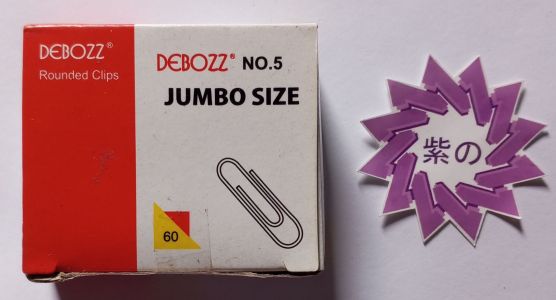 DEBOZZ®
Rounded Clips
DEBOZZ® NO.5
JUMBO SIZE
60
紫の